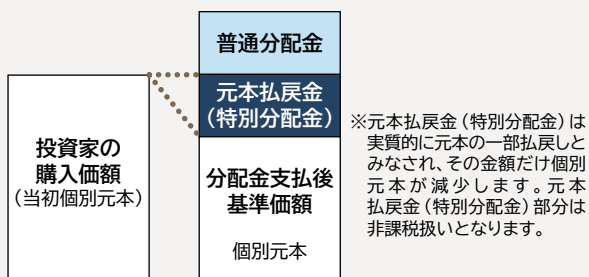 普通分配金
元本払戻金
（特別分配金）
投資家の
購入価額
（当初個別元本）
分配金支払後
基準価額
個別元本
※元本払戻金（特別分配金）は
実質的に元本の一部払戻しと
みなされ、その金額だけ個別
元本が減少します。元本
払戻金（特別分配金）部分は
非課税扱いとなります。